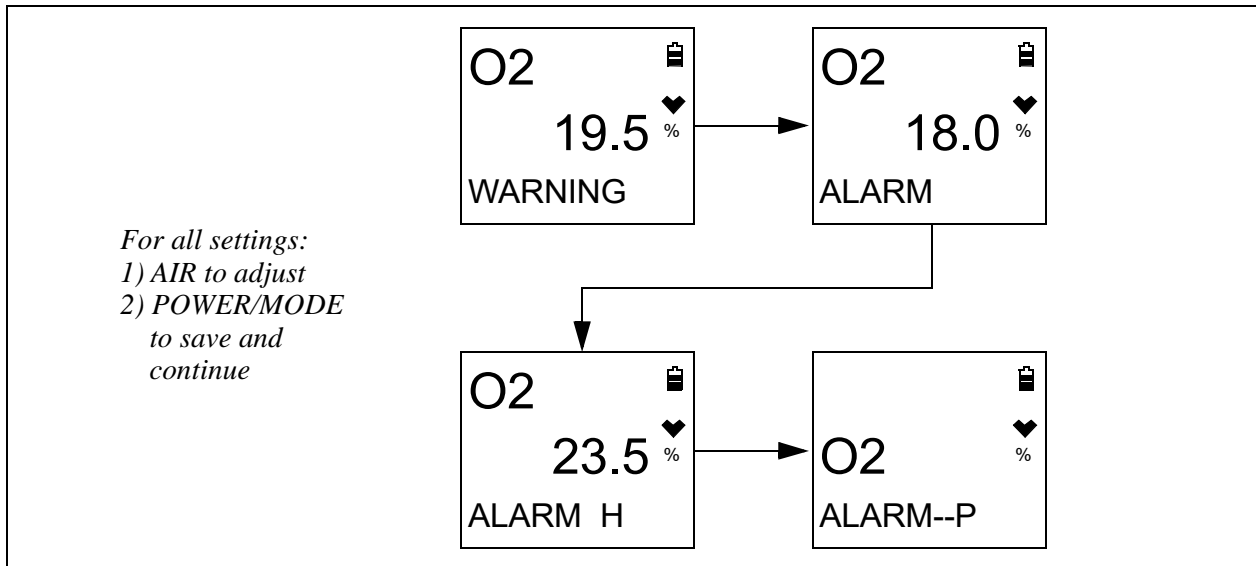 O2
19.5 %
WARNING
O2
18.0 %
ALARM
For all settings:
1) AIR to adjust
2) POWER/MODE
to save and
continue
O2
23.5 %
ALARM H
O2 %
ALARM--P